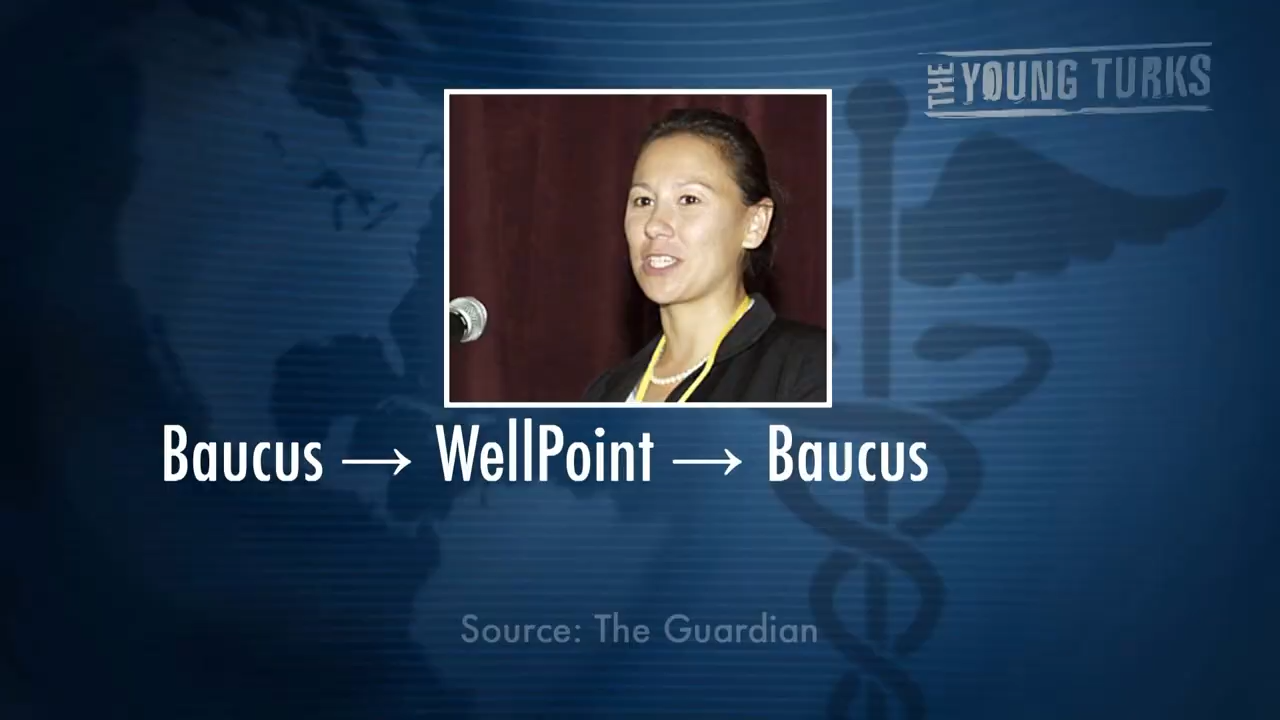 THE YOUNG TURKS
Baucus → WellPoint → Baucus
Source: The Guardian